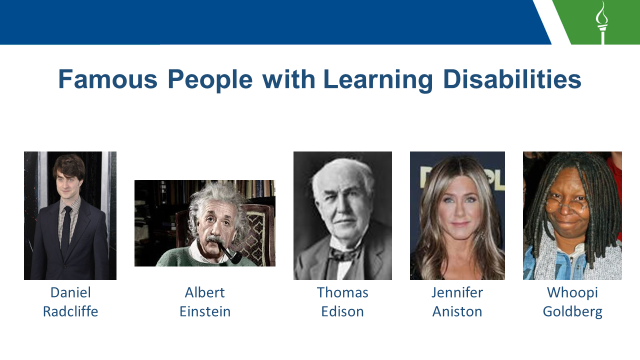 Famous People with Learning Disabilities
Daniel
Radcliffe
Albert
Einstein
Thomas
Edison
Jennifer
Aniston
Whoopi
Goldberg